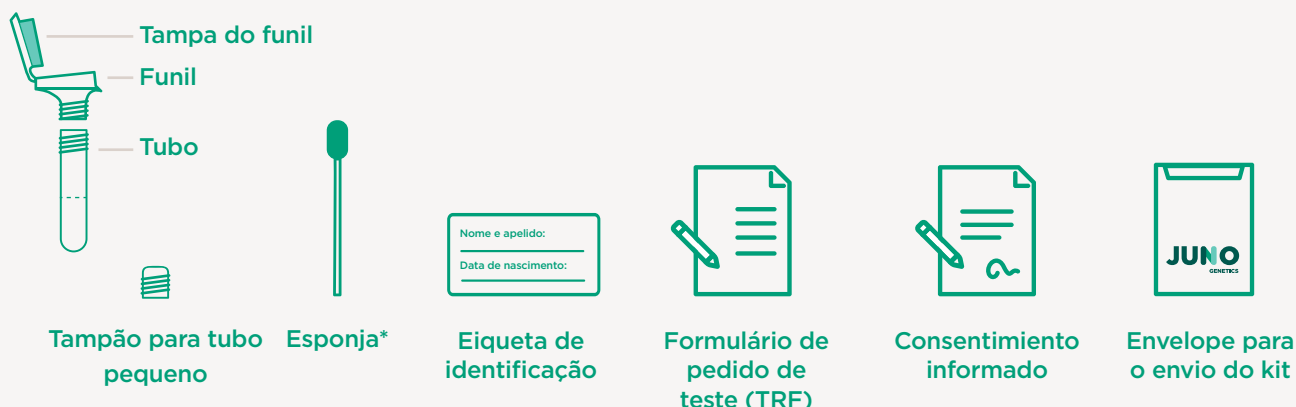 Tampa do funil
Funil
Tubo
Nome e apelido:
Data de nascimento:
JUNO
GENETICS
Tampão para tubo
pequeno
Esponja*
Eiqueta de
identificação
Formulário de
pedido de
teste (TRF)
Consentimiento
informado
Envelope para
o envio do kit